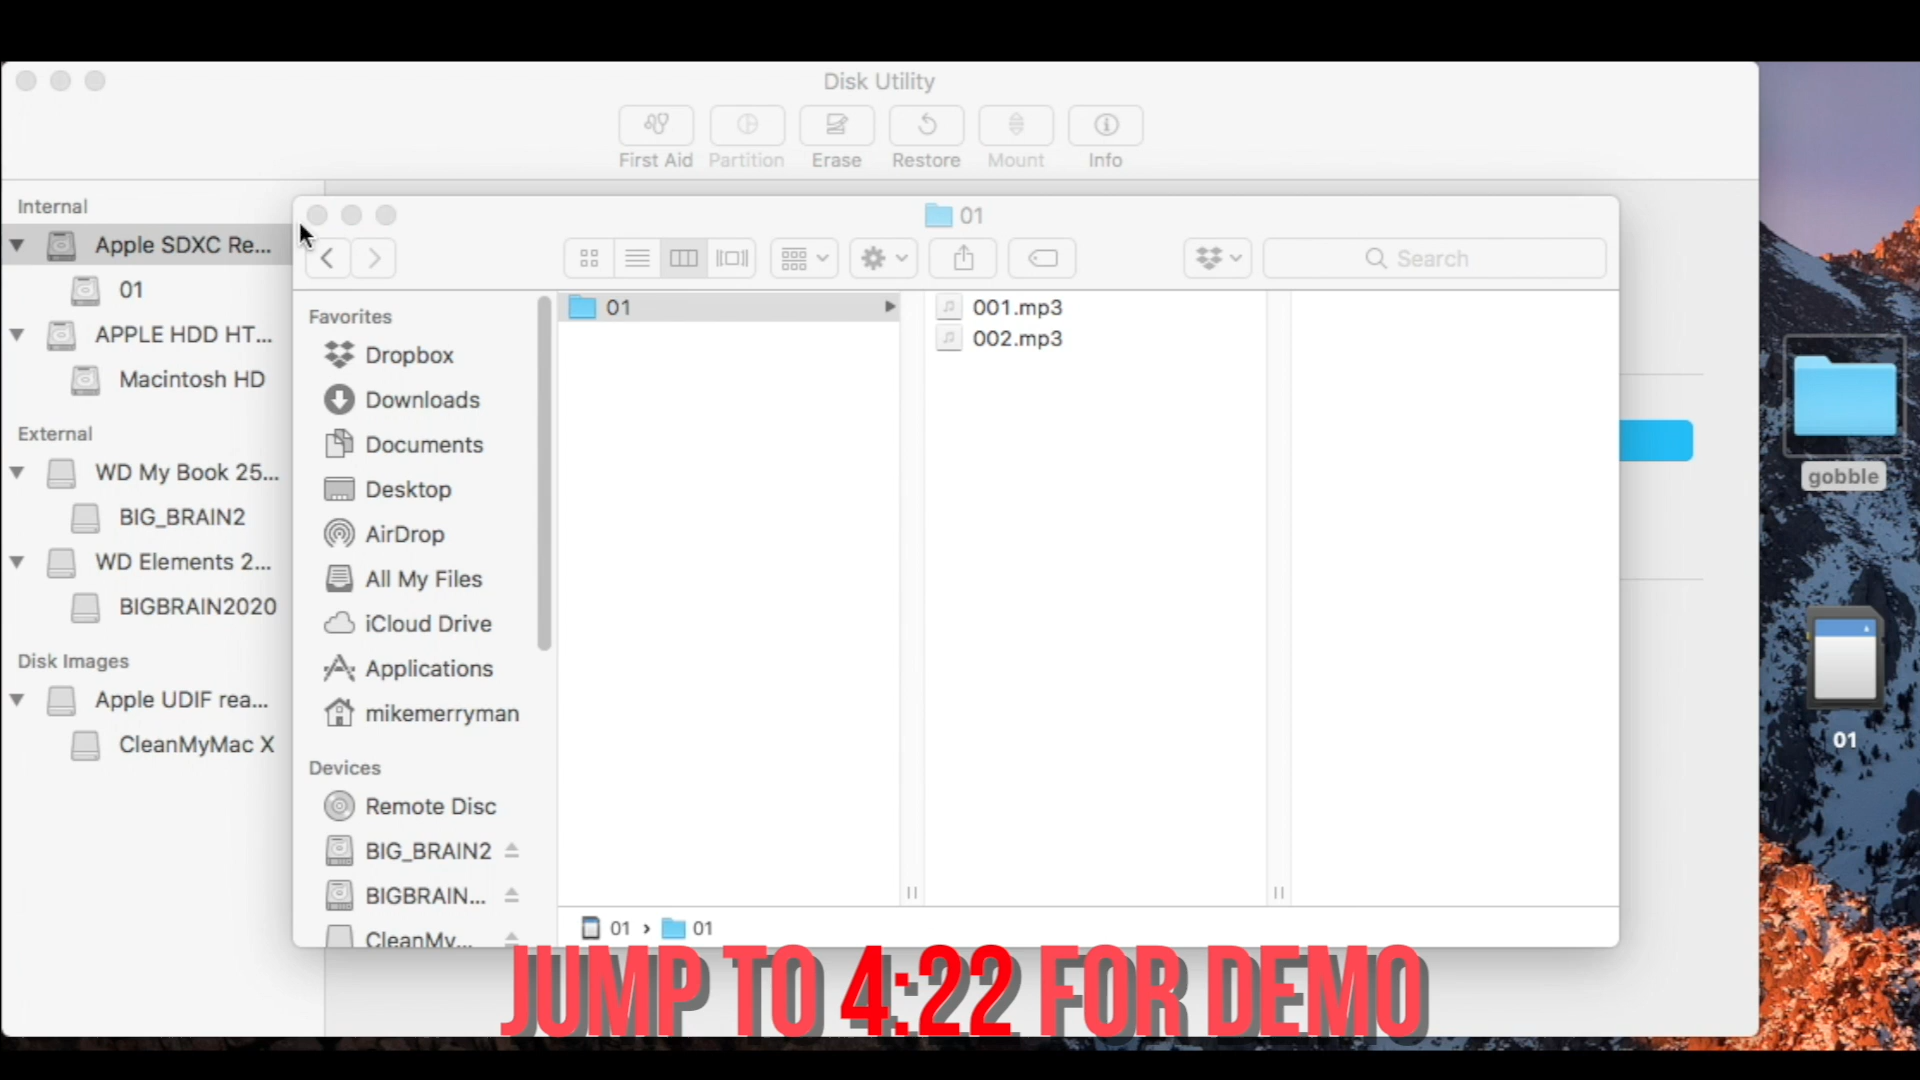 Disk Utility
First Aid
Partition
Erase
Restore
Mount
Info
Internal
Apple SDXC Re...
01
APPLE HDD HT...
Macintosh HD
External
WD My Book 25...
BIG_BRAIN2
WD Elements 2...
BIGBRAIN2020
Disk Images
Apple UDIF rea...
CleanMyMac X
01
Search
Favorites
Dropbox
Downloads
Documents
Desktop
AirDrop
All My Files
iCloud Drive
Applications
mikemerryman
Devices
Remote Disc
BIG_BRAIN2
BIGBRAIN...
CleanMy...
01
001.mp3
002.mp3
01 › 01
gobble
01
JUMP TO 4:22 FOR DEMO